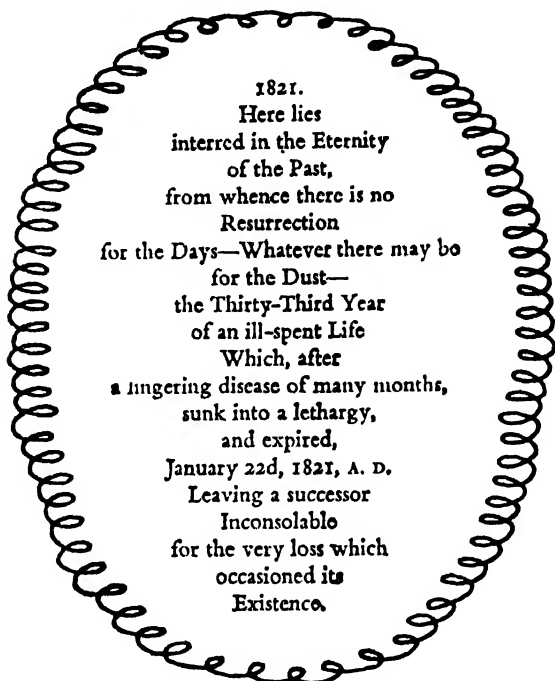 1821.
Here lies
interred in the Eternity
of the Past,
from whence there is no
Resurrection
for the Days—Whatever there may be
for the Dust—
the Thirty-Third Year
of an ill-spent Life
Which, after
a lingering disease of many months,
sunk into a lethargy,
and expired,
January 22d, 1821, A. D.
Leaving a successor
Inconsolable
for the very loss which
occasioned its
Existence.